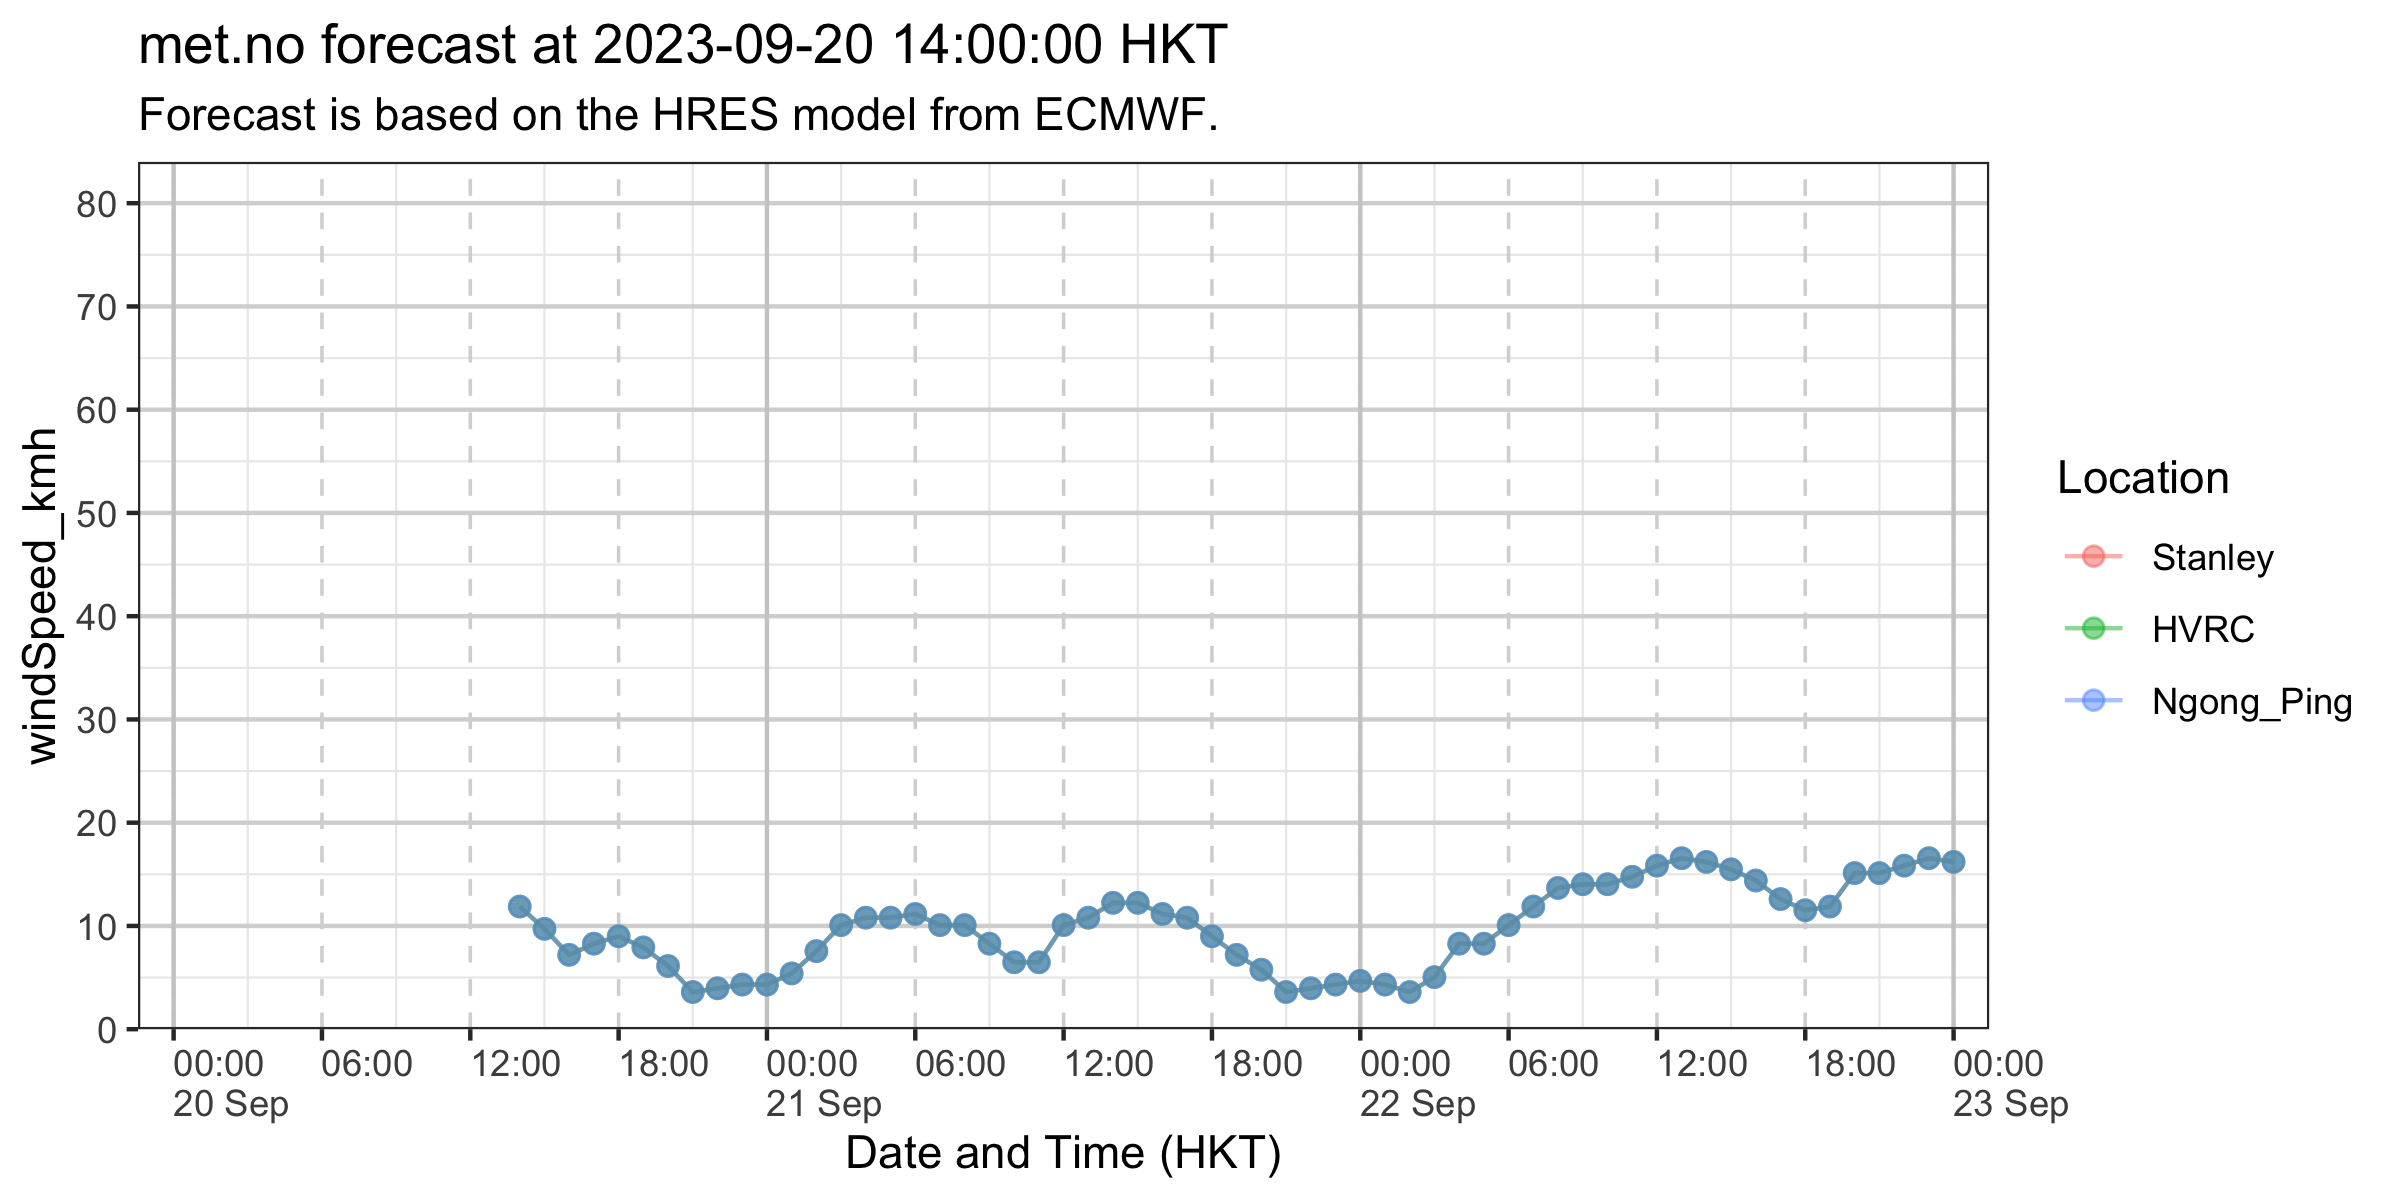 met.no forecast at 2023-09-20 14:00:00 HKT
Forecast is based on the HRES model from ECMWF.
windSpeed_kmh
80
70
60
50
40
30
20
10
0
00:00 06:00 12:00 18:00 00:00 06:00 12:00 18:00 00:00 06:00 12:00 18:00 00:00
20 Sep 21 Sep 22 Sep 23 Sep
Date and Time (HKT)
Location
Stanley
HVRC
Ngong_Ping